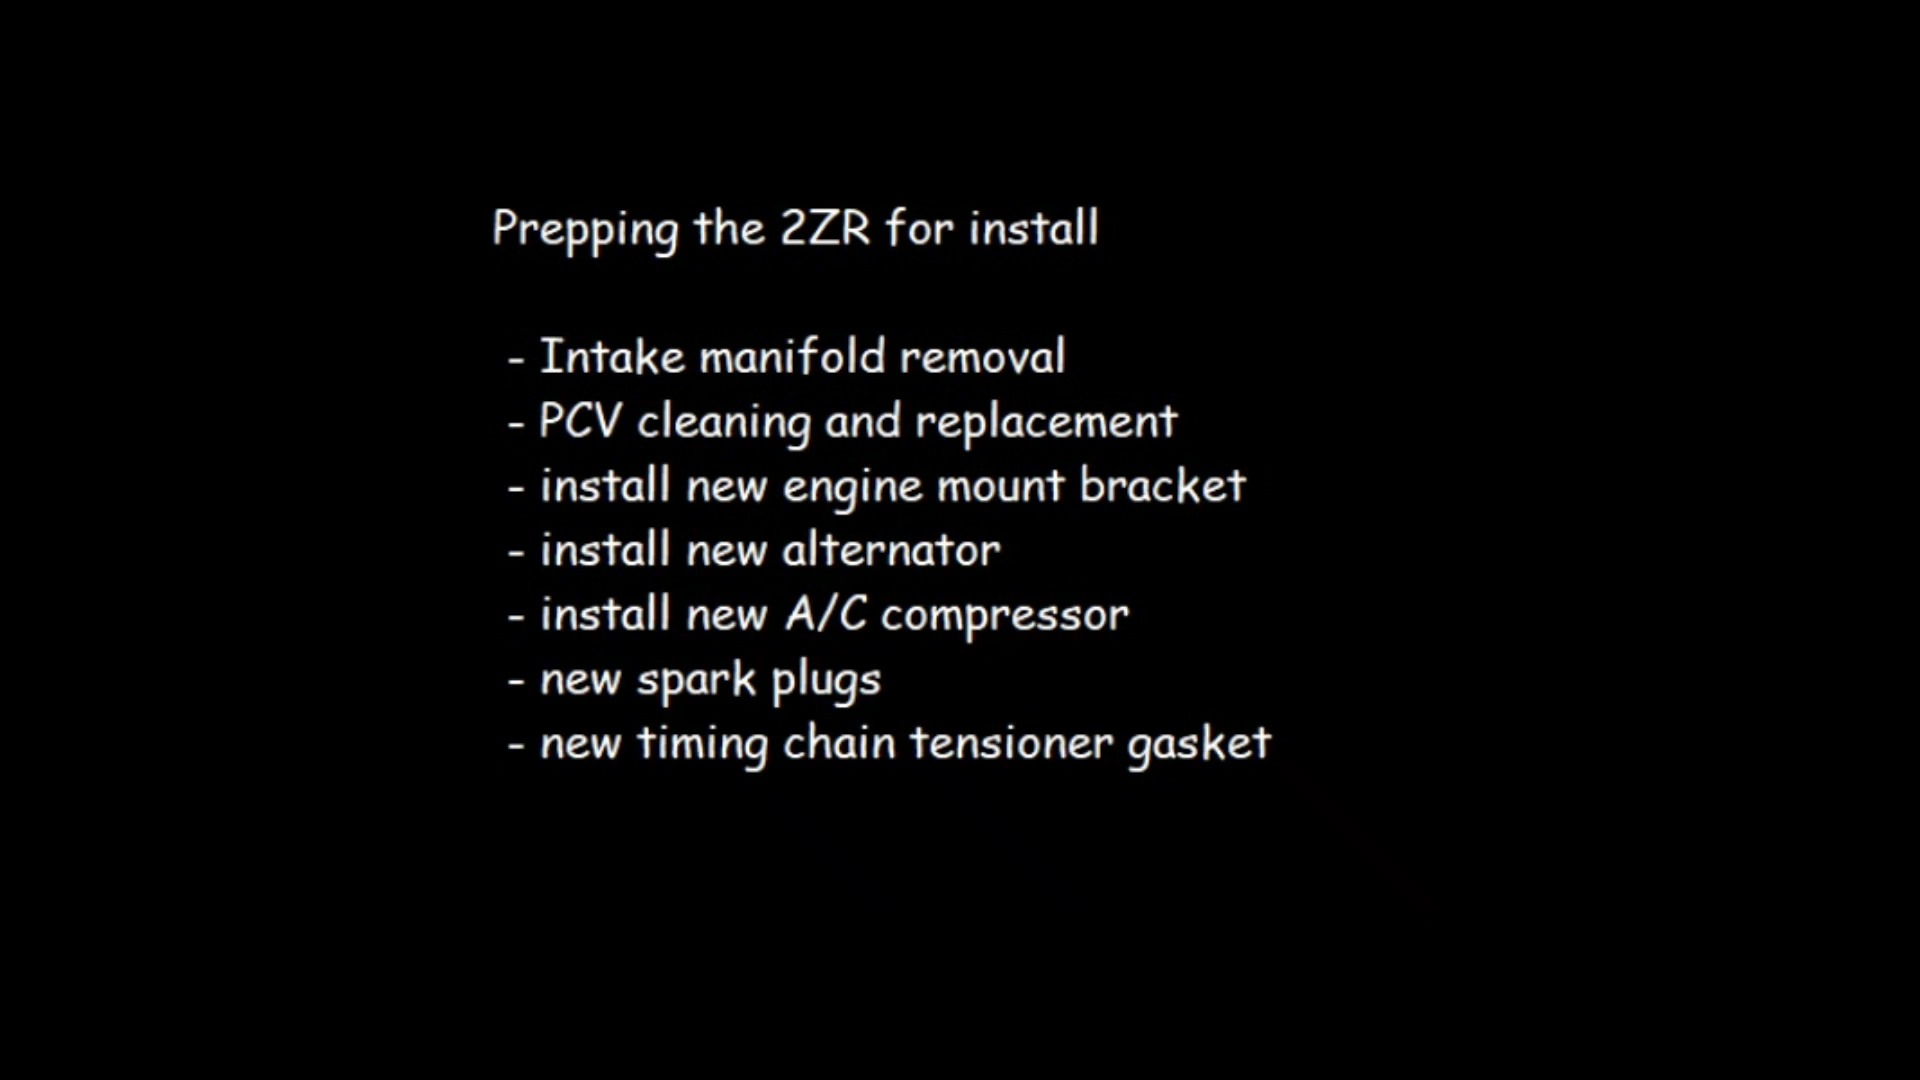 Prepping the 2ZR for install
- Intake manifold removal
- PCV cleaning and replacement
- install new engine mount bracket
- install new alternator
- install new A/C compressor
- new spark plugs
- new timing chain tensioner gasket